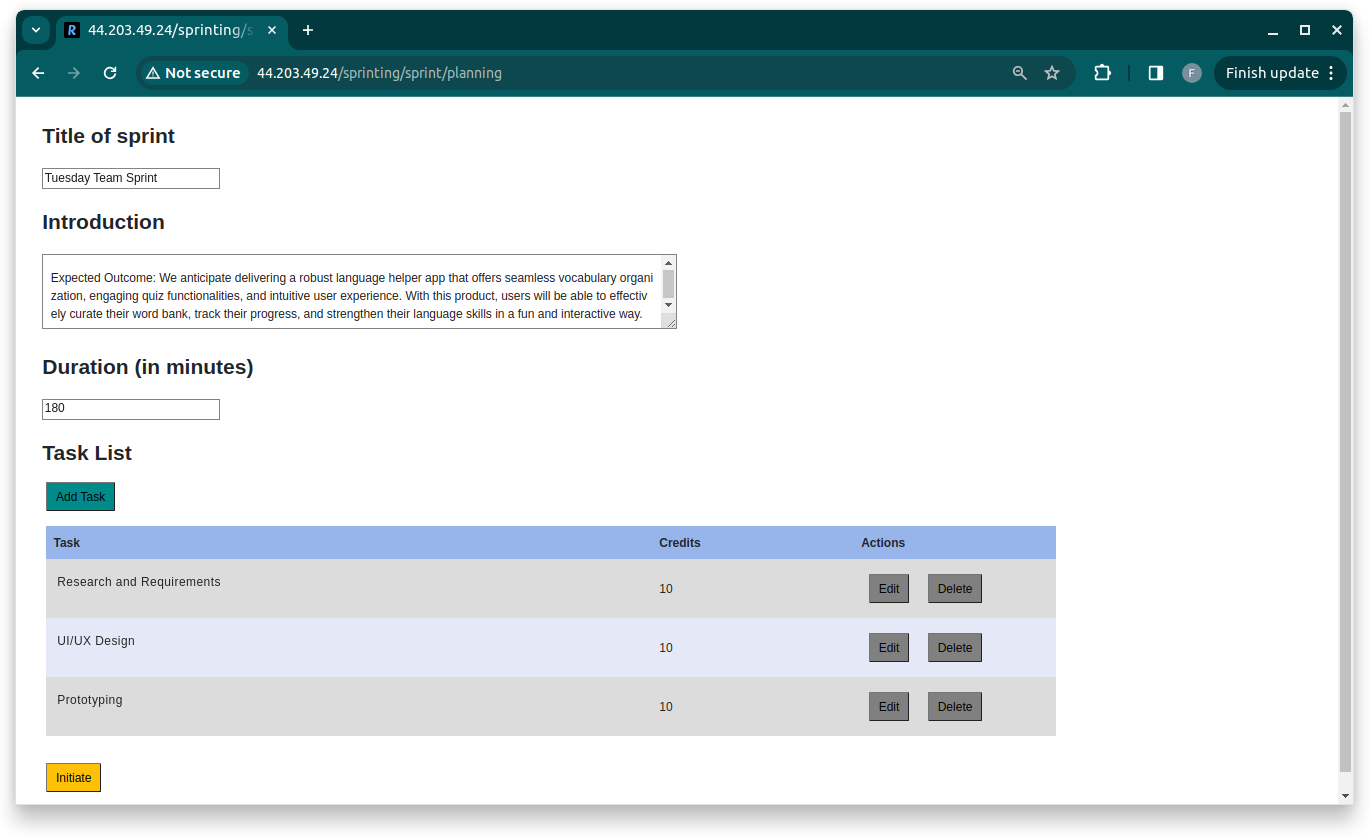 44.203.49.24/sprinting/s
Not secure 44.203.49.24/sprinting/sprint/planning F Finish update
Title of sprint
Tuesday Team Sprint
Introduction
Expected Outcome: We anticipate delivering a robust language helper app that offers seamless vocabulary organi
zation, engaging quiz functionalities, and intuitive user experience. With this product, users will be able to effectiv
ely curate their word bank, track their progress, and strengthen their language skills in a fun and interactive way.
Duration (in minutes)
180
Task List
Add Task
Task Credits Actions
Research and Requirements 10 Edit Delete
UI/UX Design 10 Edit Delete
Prototyping 10 Edit Delete
Initiate